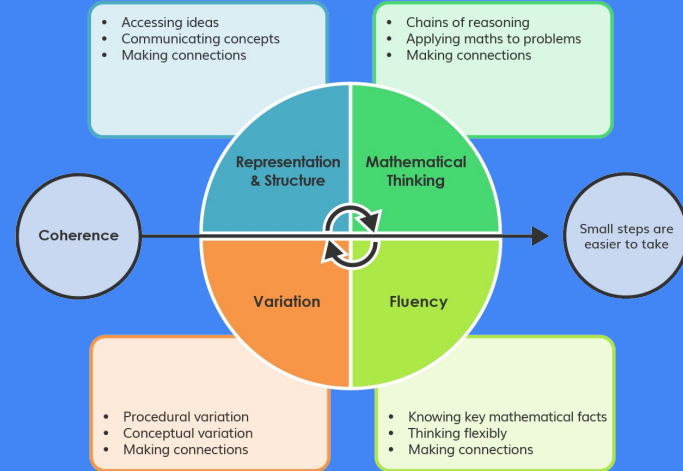 • Accessing ideas
• Communicating concepts
• Making connections
• Chains of reasoning
• Applying maths to problems
• Making connections
Representation
& Structure
Mathematical
Thinking
Coherence
Small steps are
easier to take
Variation
Fluency
• Procedural variation
• Conceptual variation
• Making connections
• Knowing key mathematical facts
• Thinking flexibly
• Making connections